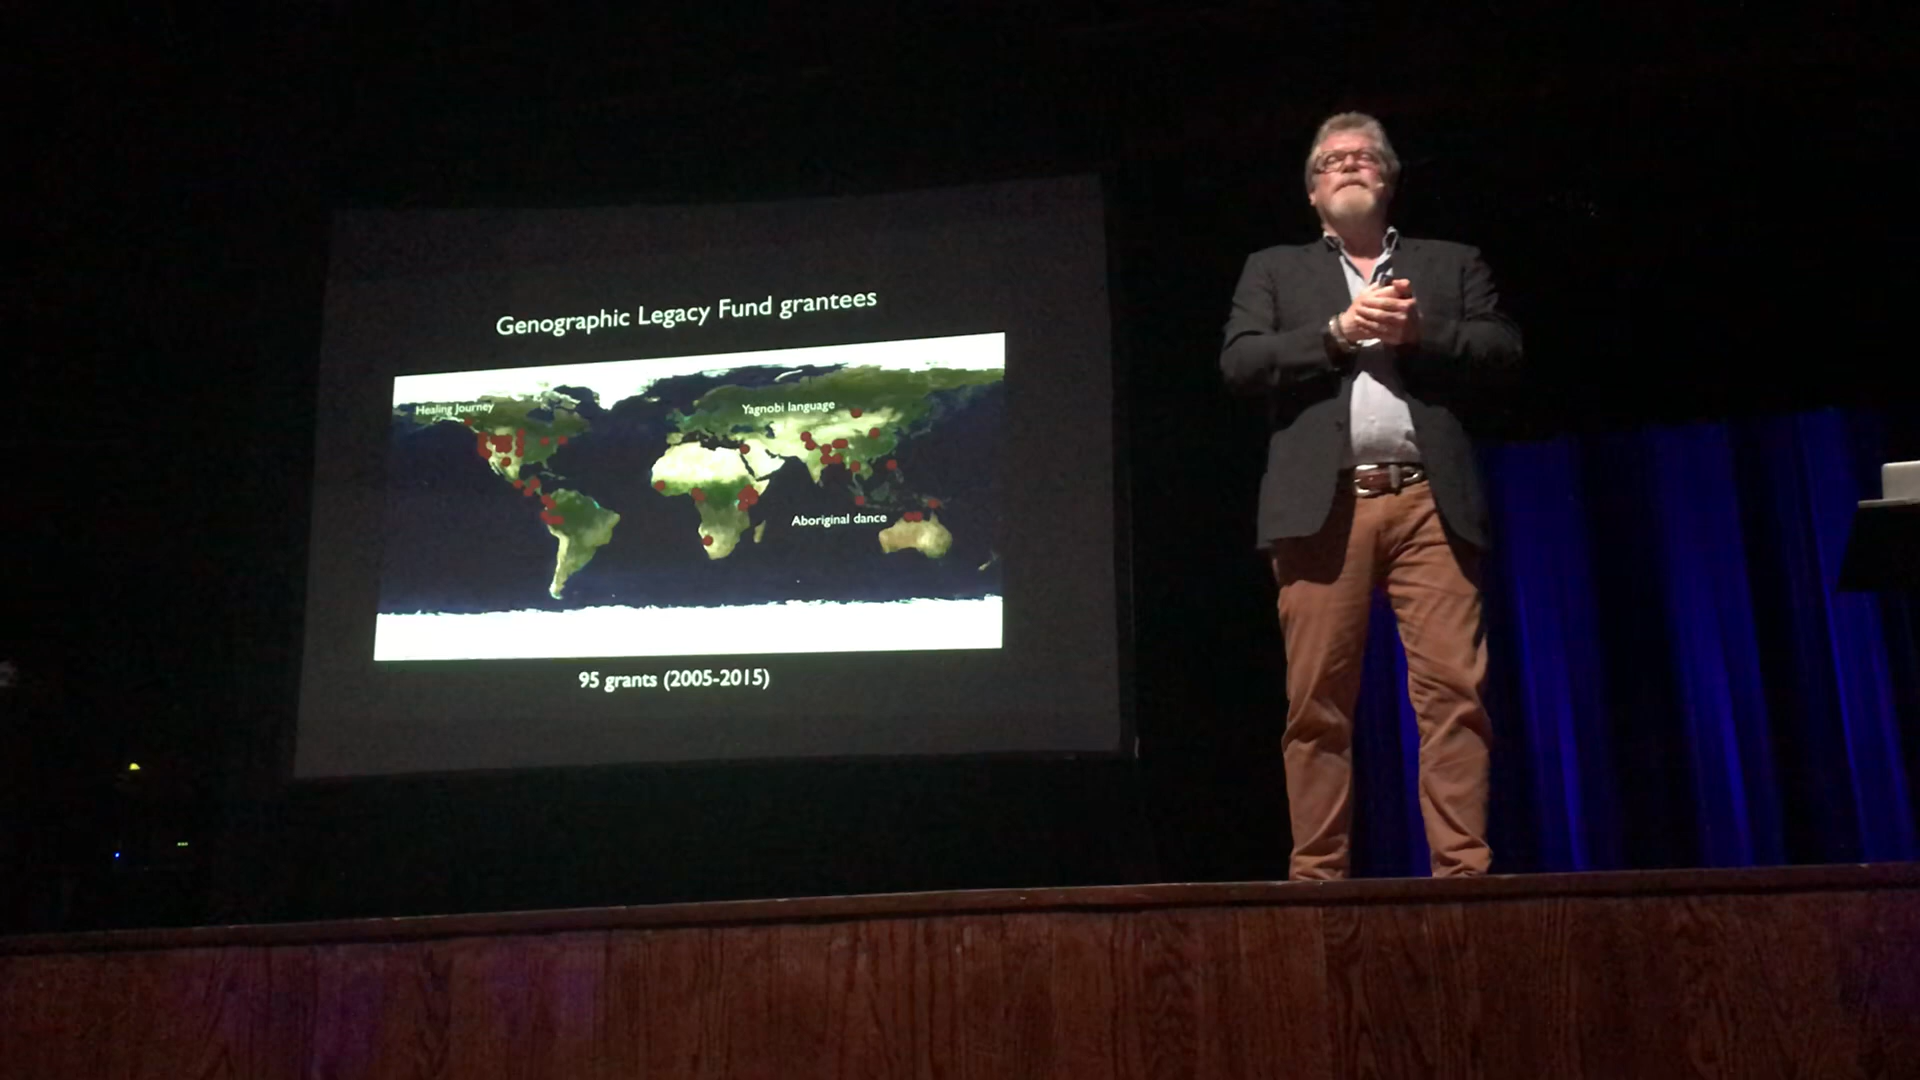 Genographic Legacy Fund grantees
Healing Journey
Yagnobi language
Aboriginal dance
95 grants (2005-2015)